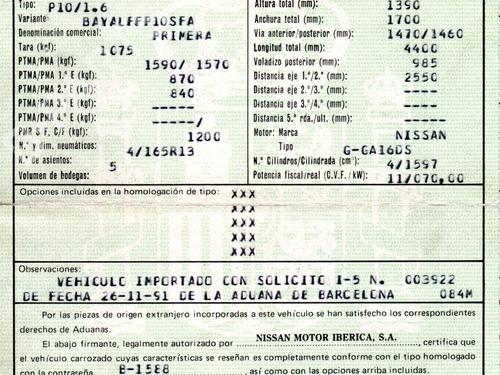 Tipo: P10/1.6
Variante BAYALFFP10SFA
Denominación comercial: PRIMERA
Tara (kgf): 1075
PTMA/PMA (kgf): 1590/ 1570
PTMA/PMA 1.º E (kgf): 870
PTMA/PMA 2.º E (kgf): 840
PTMA/PMA 3.º E (kgf): -----
PTMA/PMA 4.º E (kgf): -----/
PMR S/F, C/F (kgf): 1200
N.º y dim. neumáticos: 4/165R13
N.º de asientos: 5
Volumen de bodegas:
Altura total (mm): 1390
Anchura total (mm): 1700
Vía anterior/posterior (mm): 1470/1460
Longitud total (mm): 4400
Voladizo posterior (mm): 985
Distancia eje 1.º/2.º (mm): 2550
Distancia eje 2.º/3.º (mm): ----
Distancia eje 3.º/4.º (mm): -----
Distancia 5.ª rda./ult. (mm): -----
Motor: Marca NISSAN
Tipo G-GA16DS
N.º Cilindros/Cilindrada (cm³) 4/1597
Potencia fiscal/real (C.V.F./kW): 11/070,00
Opciones incluidas en la homologación de tipo: XXX
XXX
XXX
XXX
XXX
Observaciones:
VEHICULO IMPORTADO CON SOLICITO I-5 N. 003922
DE FECHA 26-11-91 DE LA ADUANA DE BARCELONA 084M
Por las piezas de origen extranjero incorporadas a este vehículo se han satisfecho los correspondientes
derechos de Aduanas.
El abajo firmante, legalmente autorizado por NISSAN MOTOR IBERICA, S.A., certifica que
el vehículo carrozado cuyas características se reseñan es completamente conforme con el tipo homologado
con la contraseña B-1588, así como con las opciones arriba incluidas.